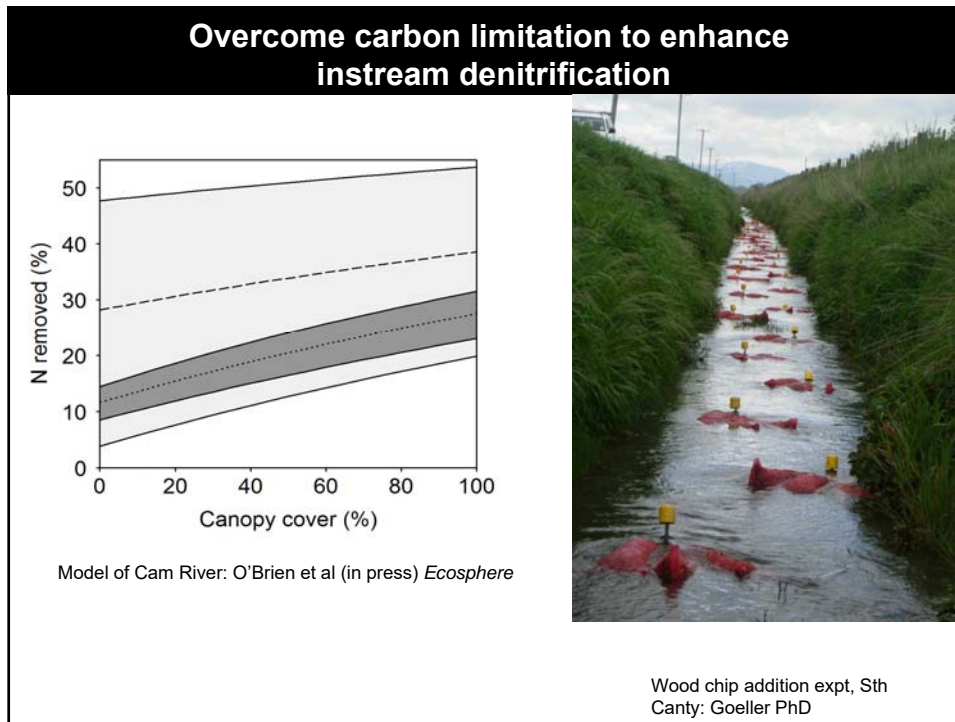 Overcome carbon limitation to enhance
instream denitrification
N removed (%)
50
40
30
20
10
0
0 20 40 60 80 100
Canopy cover (%)
Model of Cam River: O'Brien et al (in press) Ecosphere
Wood chip addition expt, Sth
Canty: Goeller PhD